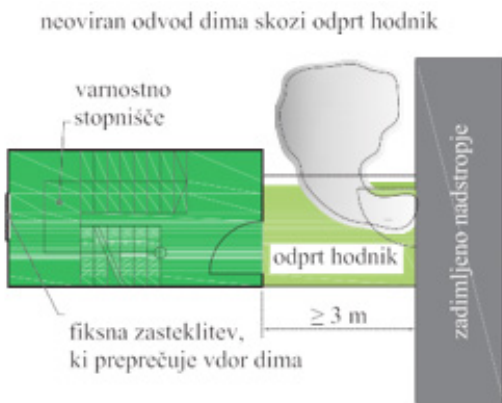 neoviran odvod dima skozi odprt hodnik
varnostno
stopnišče
odprt hodnik
zadimljeno nadstropje
≥ 3 m
fiksna zasteklitev,
ki preprečuje vdor dima